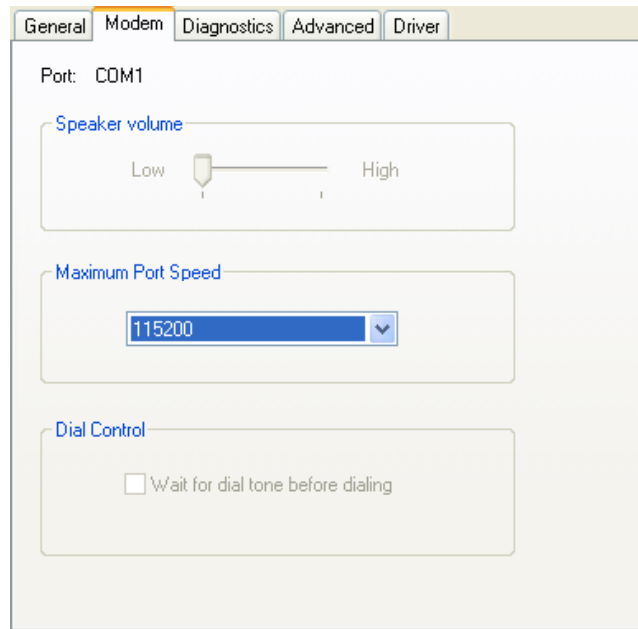 General Modem Diagnostics Advanced Driver
Port: COM1
Speaker volume
Low High
Maximum Port Speed
115200
Dial Control
Wait for dial tone before dialing